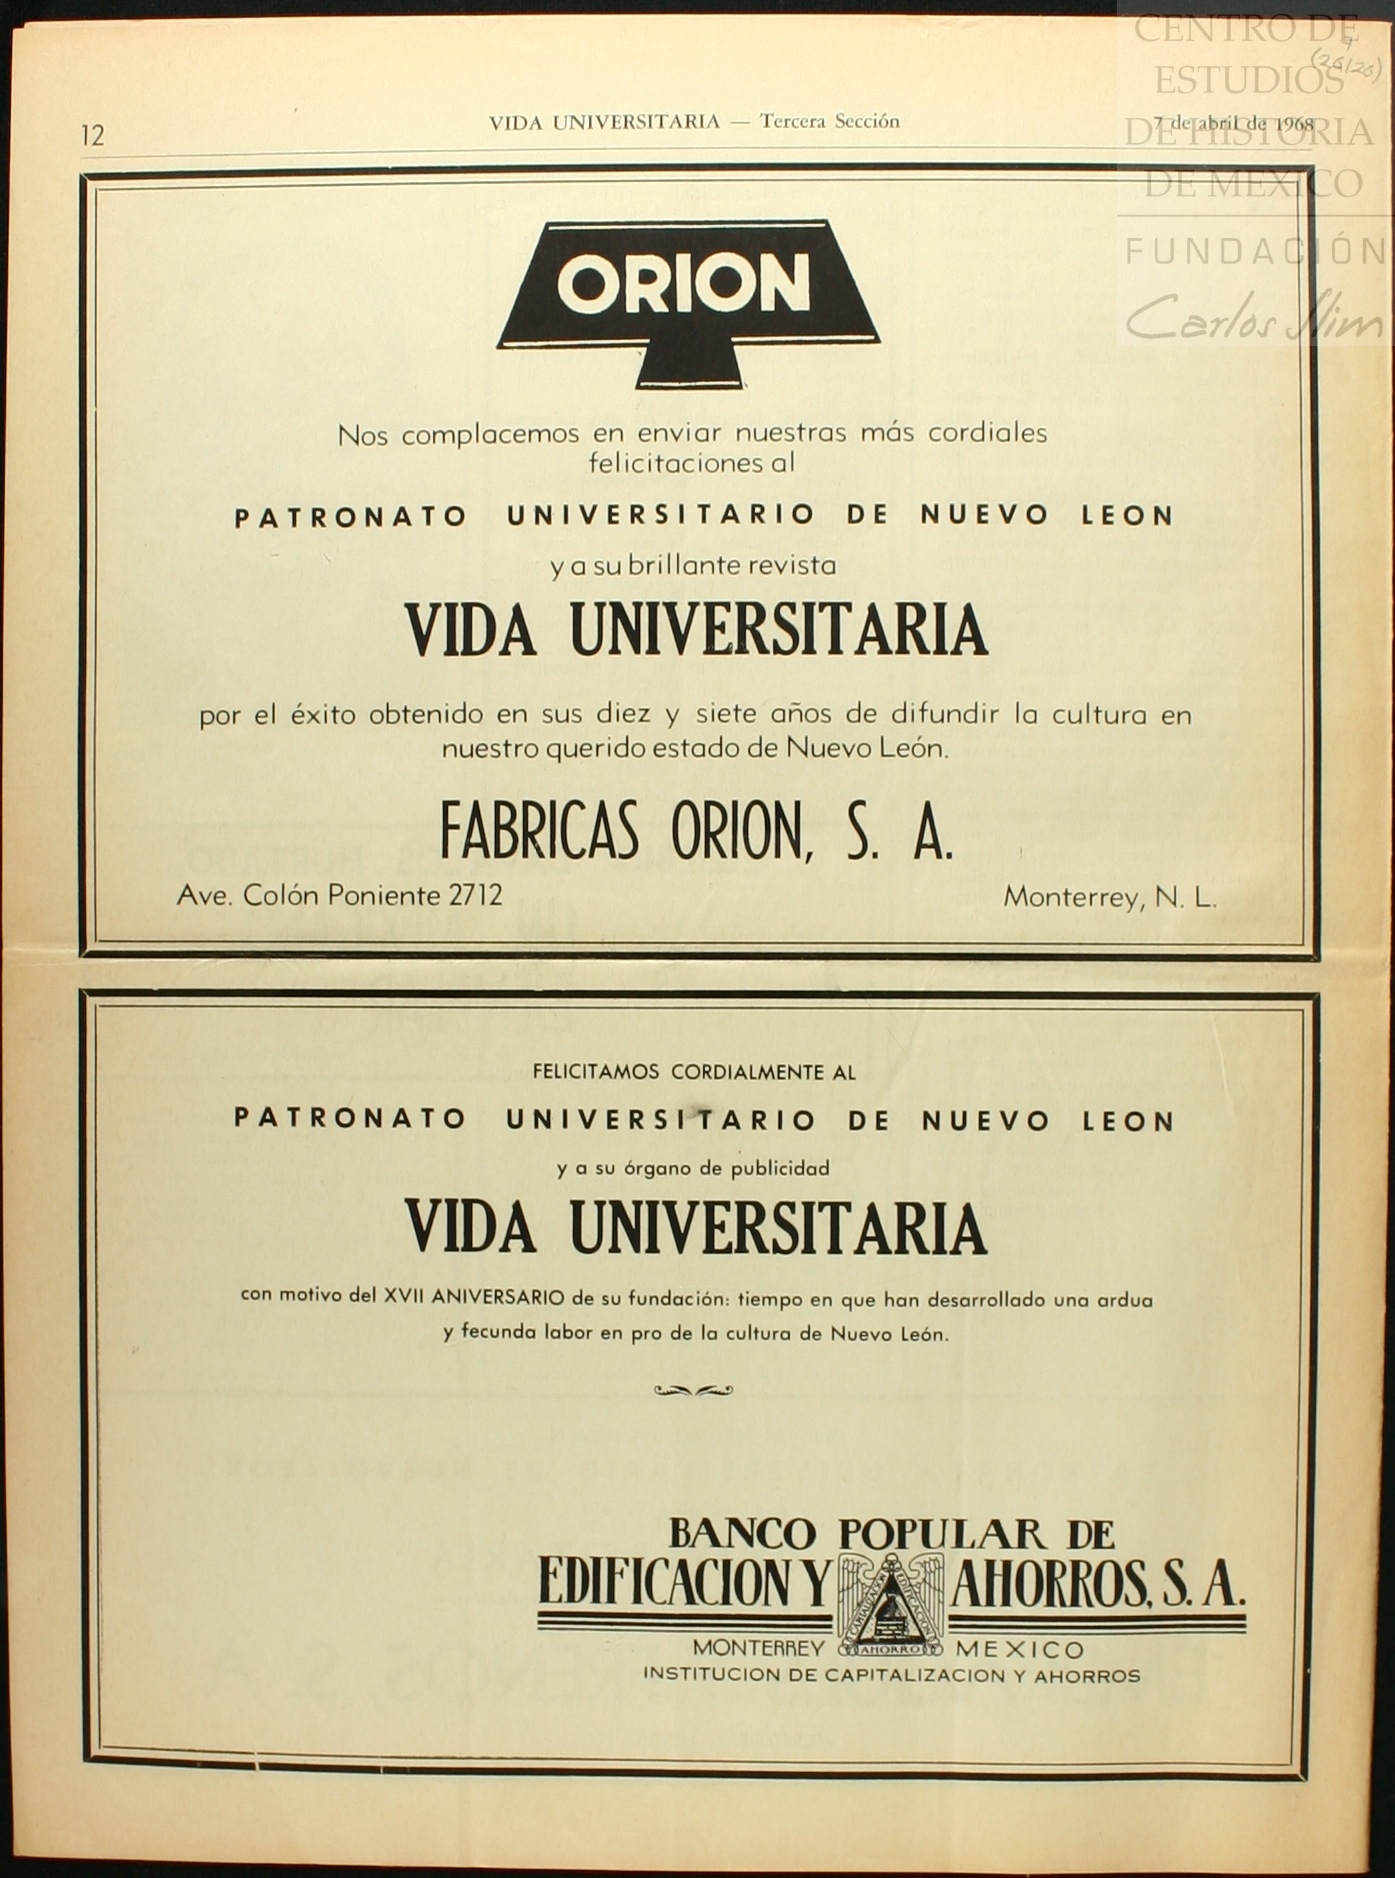 12
VIDA UNIVERSITARIA — Tercera Sección
7 de abril de 1968
CENTRO DE
ESTUDIOS
DE HISTORIA
DE MEXICO
FUNDACIÓN
Carlos Slim
ORION
Nos complacemos en enviar nuestras más cordiales
felicitaciones al
PATRONATO UNIVERSITARIO DE NUEVO LEON
y a su brillante revista
VIDA UNIVERSITARIA
por el éxito obtenido en sus diez y siete años de difundir la cultura en
nuestro querido estado de Nuevo León.
FABRICAS ORION, S. A.
Ave. Colón Poniente 2712
Monterrey, N. L.
FELICITAMOS CORDIALMENTE AL
PATRONATO UNIVERSITARIO DE NUEVO LEON
y a su órgano de publicidad
VIDA UNIVERSITARIA
con motivo del XVII ANIVERSARIO de su fundación: tiempo en que han desarrollado una ardua
y fecunda labor en pro de la cultura de Nuevo León.
BANCO POPULAR DE
EDIFICACION Y AHORROS, S. A.
CAPITALIZACION EDIFICACION
AHORRO
MONTERREY MEXICO
INSTITUCION DE CAPITALIZACION Y AHORROS